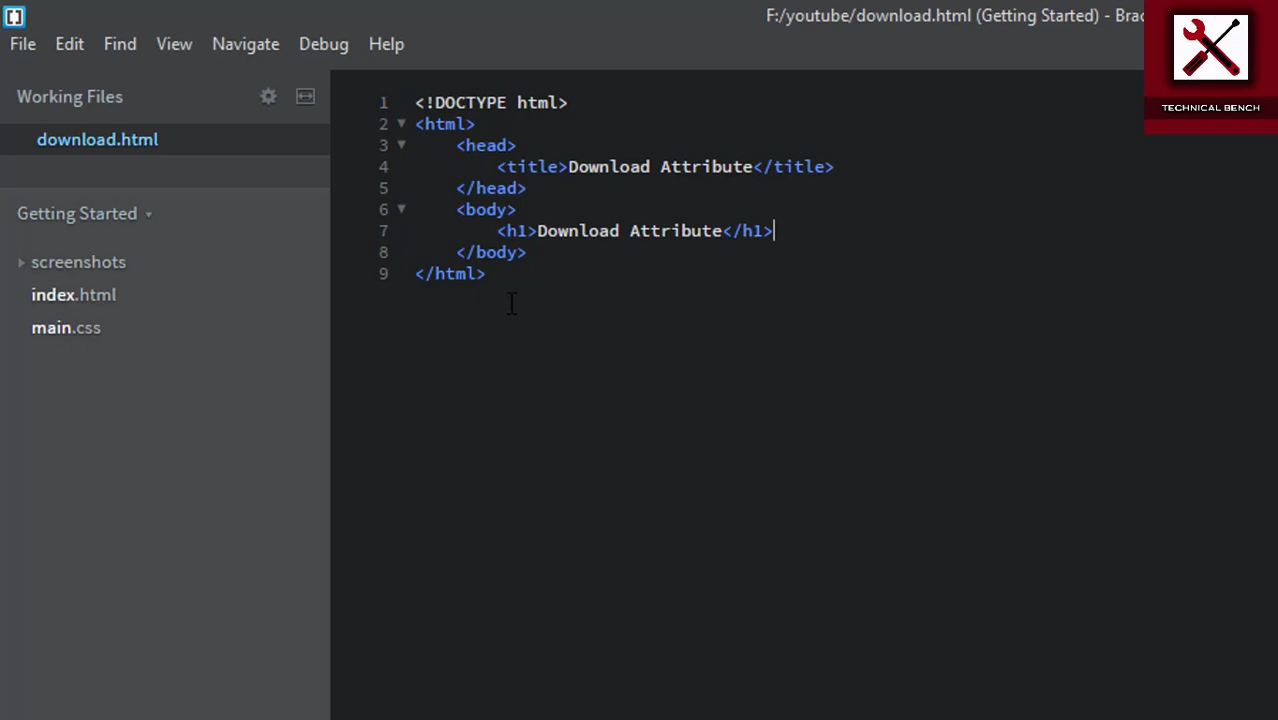 F:/youtube/download.html (Getting Started) -
File Edit Find View Navigate Debug Help
TECHNICAL BENCH
Working Files
download.html
Getting Started
screenshots
index.html
main.css
1 <!DOCTYPE html>
2 <html>
3 <head>
4 <title>Download Attribute</title>
5 </head>
6 <body>
7 <h1>Download Attribute</h1>
8 </body>
9 </html>